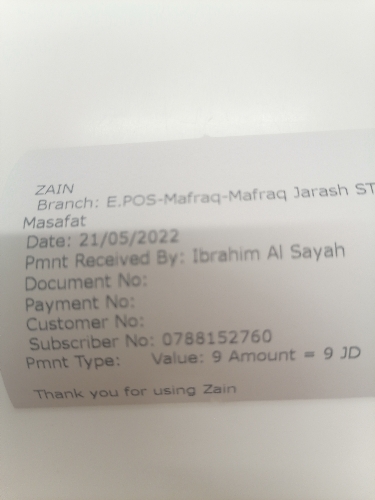 ZAIN
Branch: E.POS-Mafraq-Mafraq Jarash ST
Masafat
Date: 21/05/2022
Pmnt Received By: Ibrahim Al Sayah
Document No:
Payment No:
Customer No:
Subscriber No: 0788152760
Pmnt Type: Value: 9 Amount = 9 JD
Thank you for using Zain